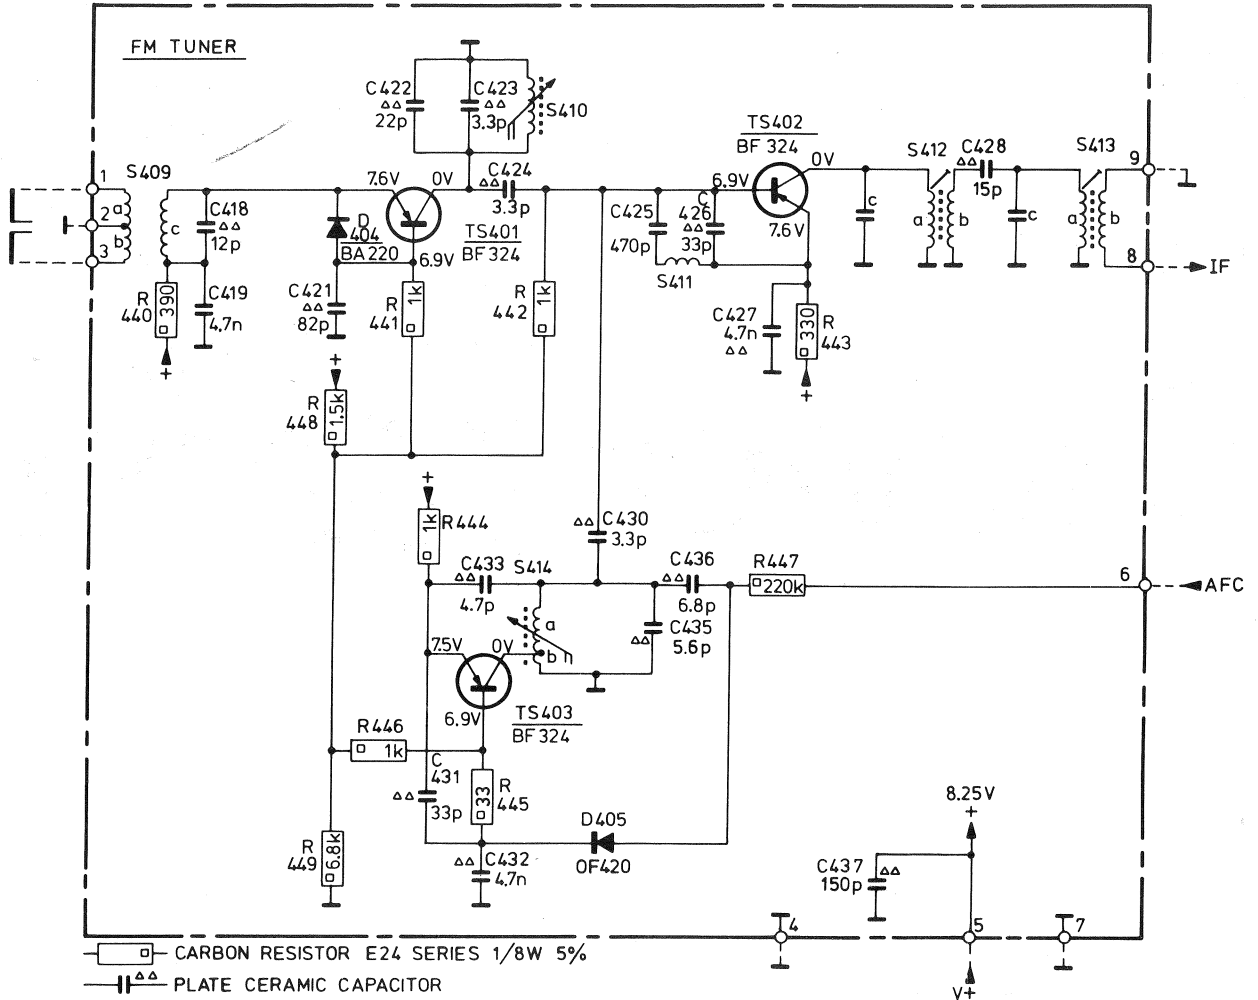 FM TUNER
C422
22p
C423
3.3p
S410
TS402
BF 324
0V
S412
C428
15p
S413
9
1
S409
7.6V
0V
C424
3.3p
6.9V
2
a
b
3
c
C418
12p
D
404
BA 220
TS401
BF 324
6.9V
C425
470p
C
426
33p
7.6 V
c
a
b
c
a
b
8
IF
S411
R
440
390
C419
4.7n
C421
82p
R
441
1k
R
442
1k
C427
4.7n
330
R
443
+
+
+
R
448
1.5k
+
1k
R444
C430
3.3p
C433
4.7p
S414
C436
6.8p
R447
220k
6
AFC
a
b
C435
5.6p
7.5V
0V
6.9V
TS403
BF 324
R446
1k
C
431
33p
33
R
445
D405
OF420
R
449
6.8k
C432
4.7n
8.25V
+
C437
150p
4
5
7
V+
CARBON RESISTOR E24 SERIES 1/8W 5%
PLATE CERAMIC CAPACITOR